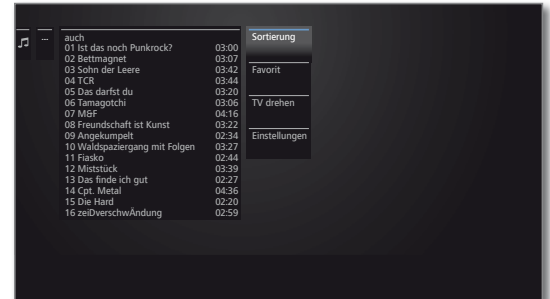 ...
auch
01 Ist das noch Punkrock? 03:00
02 Bettmagnet 03:07
03 Sohn der Leere 03:42
04 TCR 03:44
05 Das darfst du 03:20
06 Tamagotchi 03:06
07 M&F 04:16
08 Freundschaft ist Kunst 03:22
09 Angekumpelt 02:34
10 Waldspaziergang mit Folgen 03:27
11 Fiasko 02:44
12 Miststück 03:39
13 Das finde ich gut 02:27
14 Cpt. Metal 04:36
15 Die Hard 02:20
16 zeiDverschwÄndung 02:59
Sortierung
Favorit
TV drehen
Einstellungen